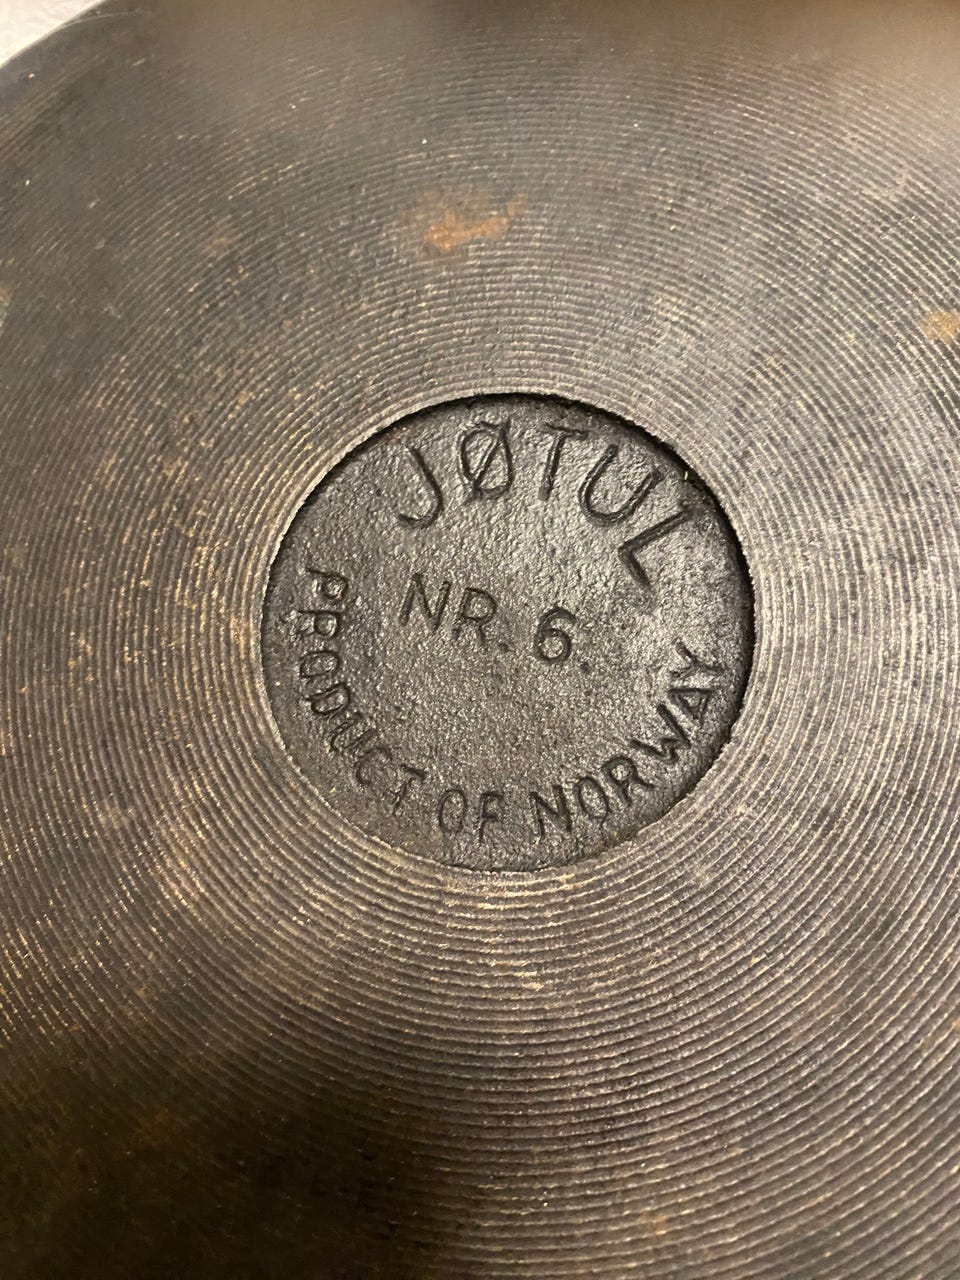 JØTUL
NR. 6.
PRODUCT OF NORWAY